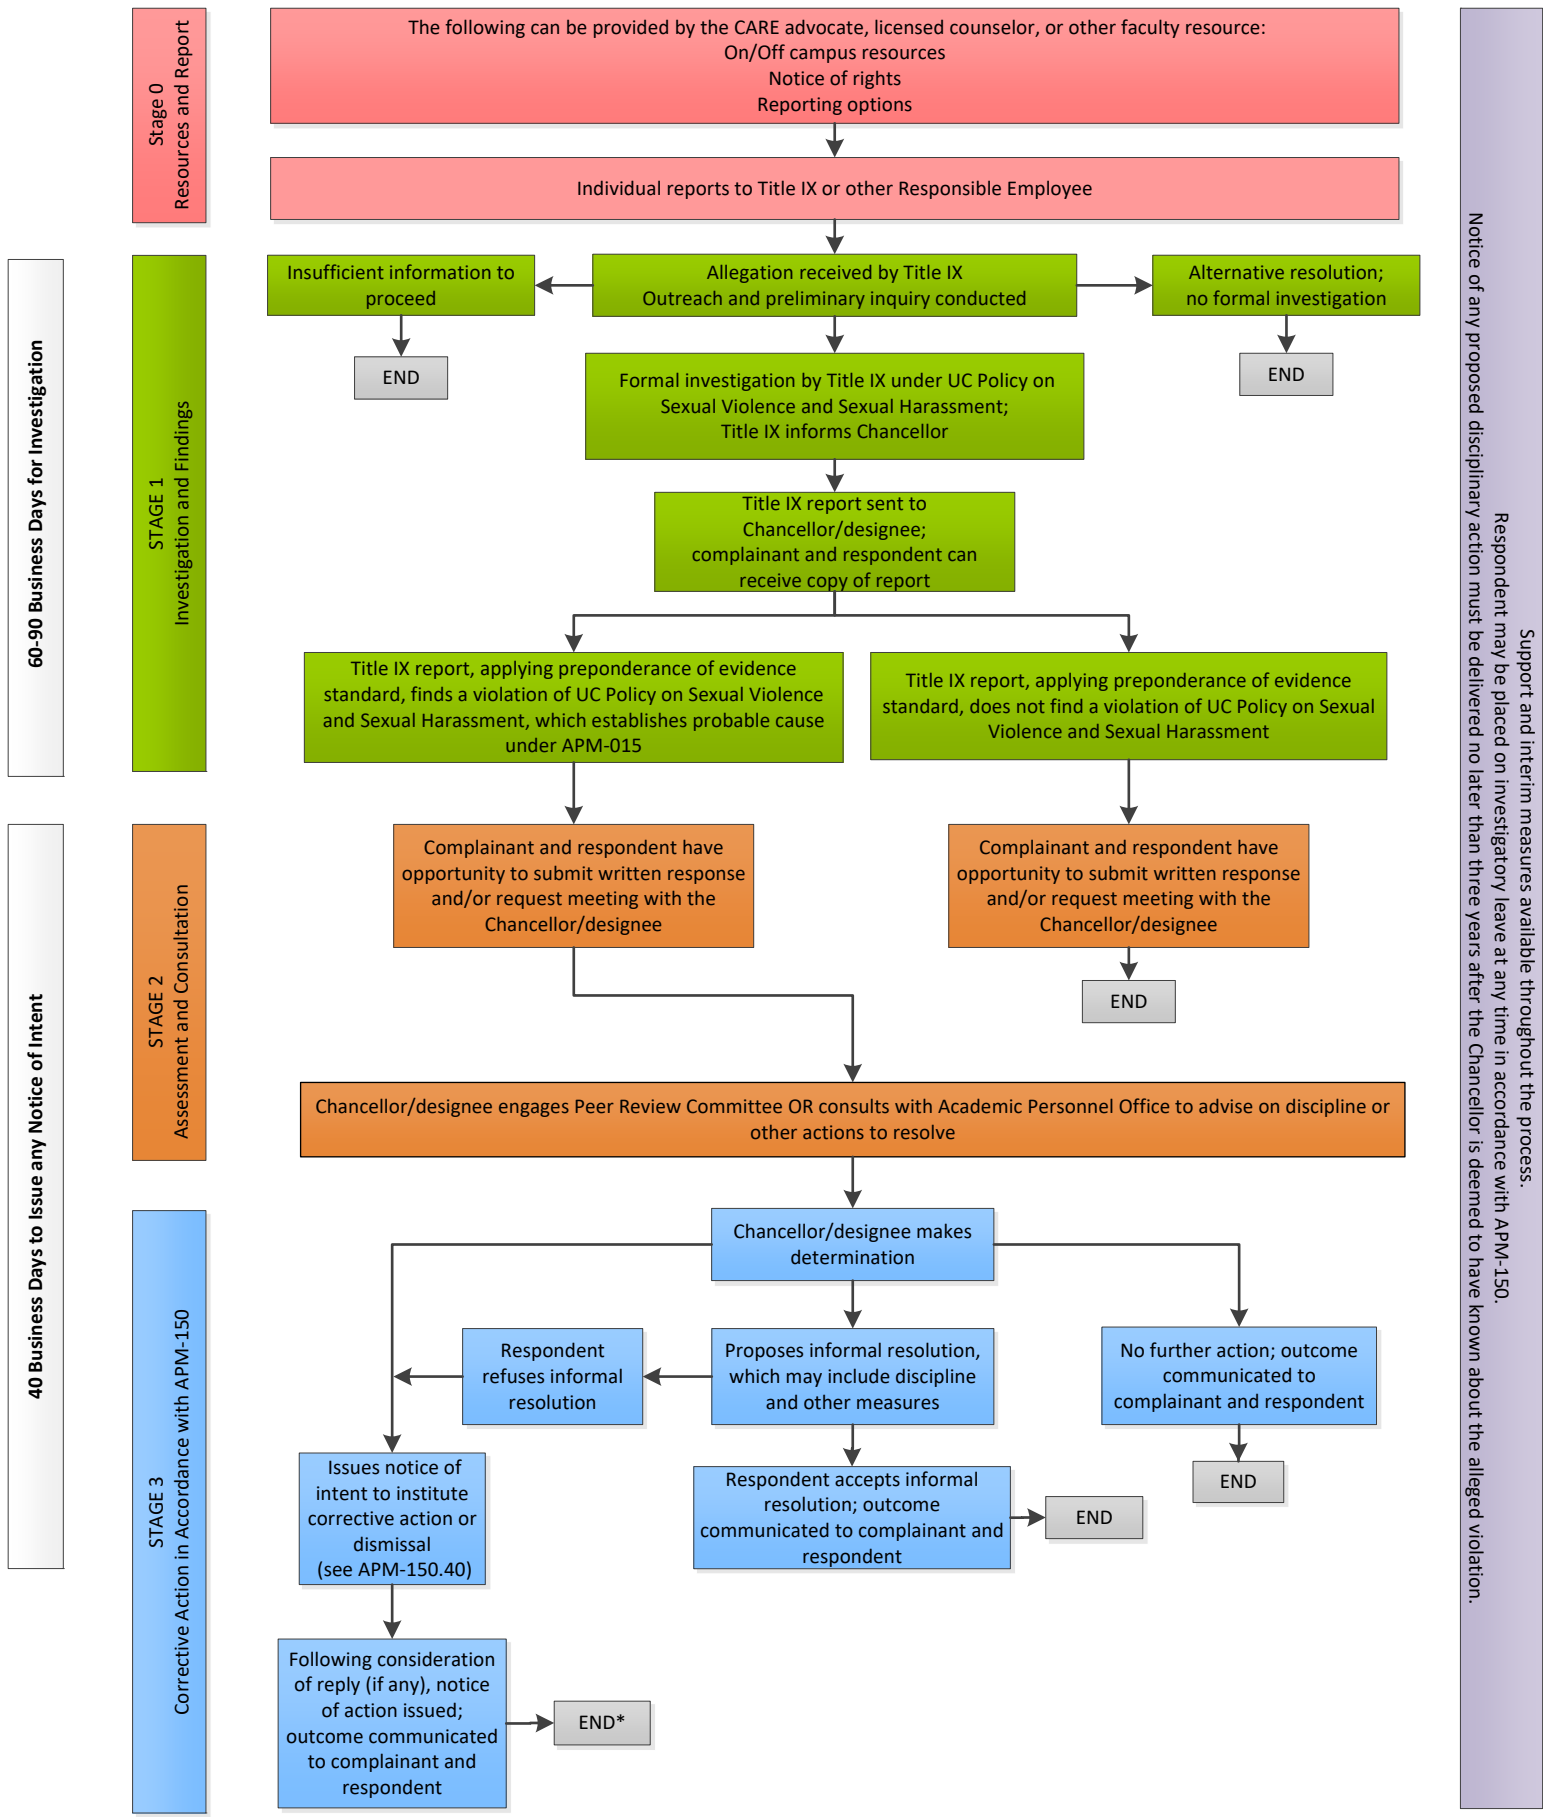 The following can be provided by the CARE advocate, licensed counselor, or other faculty resource:
On/Off campus resources
Notice of rights
Reporting options
Stage 0
Resources and Report
Individual reports to Title IX or other Responsible Employee
60-90 Business Days for Investigation
STAGE 1
Investigation and Findings
Insufficient information to
proceed
Allegation received by Title IX
Outreach and preliminary inquiry conducted
Alternative resolution;
no formal investigation
END
END
Formal investigation by Title IX under UC Policy on
Sexual Violence and Sexual Harassment;
Title IX informs Chancellor
Title IX report sent to
Chancellor/designee;
complainant and respondent can
receive copy of report
Title IX report, applying preponderance of evidence
standard, finds a violation of UC Policy on Sexual Violence
and Sexual Harassment, which establishes probable cause
under APM-015
Title IX report, applying preponderance of evidence
standard, does not find a violation of UC Policy on Sexual
Violence and Sexual Harassment
40 Business Days to Issue any Notice of Intent
STAGE 2
Assessment and Consultation
Complainant and respondent have
opportunity to submit written response
and/or request meeting with the
Chancellor/designee
Complainant and respondent have
opportunity to submit written response
and/or request meeting with the
Chancellor/designee
END
Chancellor/designee engages Peer Review Committee OR consults with Academic Personnel Office to advise on discipline or
other actions to resolve
STAGE 3
Corrective Action in Accordance with APM-150
Chancellor/designee makes
determination
Respondent
refuses informal
resolution
Proposes informal resolution,
which may include discipline
and other measures
No further action; outcome
communicated to
complainant and respondent
END
Issues notice of
intent to institute
corrective action or
dismissal
(see APM-150.40)
Respondent accepts informal
resolution; outcome
communicated to complainant and
respondent
END
Following consideration
of reply (if any), notice
of action issued;
outcome communicated
to complainant and
respondent
END*
Support and interim measures available throughout the process.
Respondent may be placed on investigatory leave at any time in accordance with APM-150.
Notice of any proposed disciplinary action must be delivered no later than three years after the Chancellor is deemed to have known about the alleged violation.